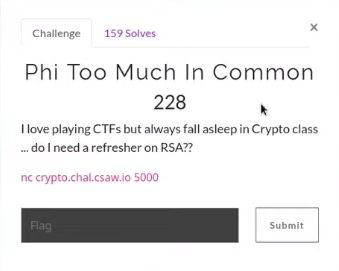 Challenge
159 Solves
×
Phi Too Much In Common
228
I love playing CTFs but always fall asleep in Crypto class
... do I need a refresher on RSA??
nc crypto.chal.csaw.io 5000
Flag
Submit